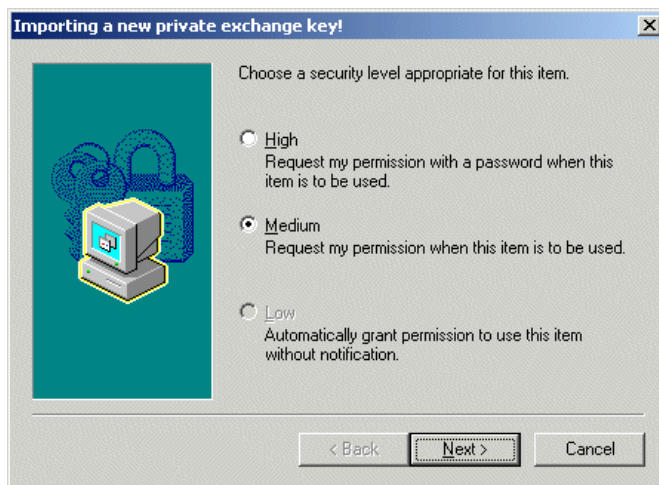 Importing a new private exchange key!
Choose a security level appropriate for this item.
High
Request my permission with a password when this
item is to be used.
Medium
Request my permission when this item is to be used.
Low
Automatically grant permission to use this item
without notification.
< Back
Next >
Cancel